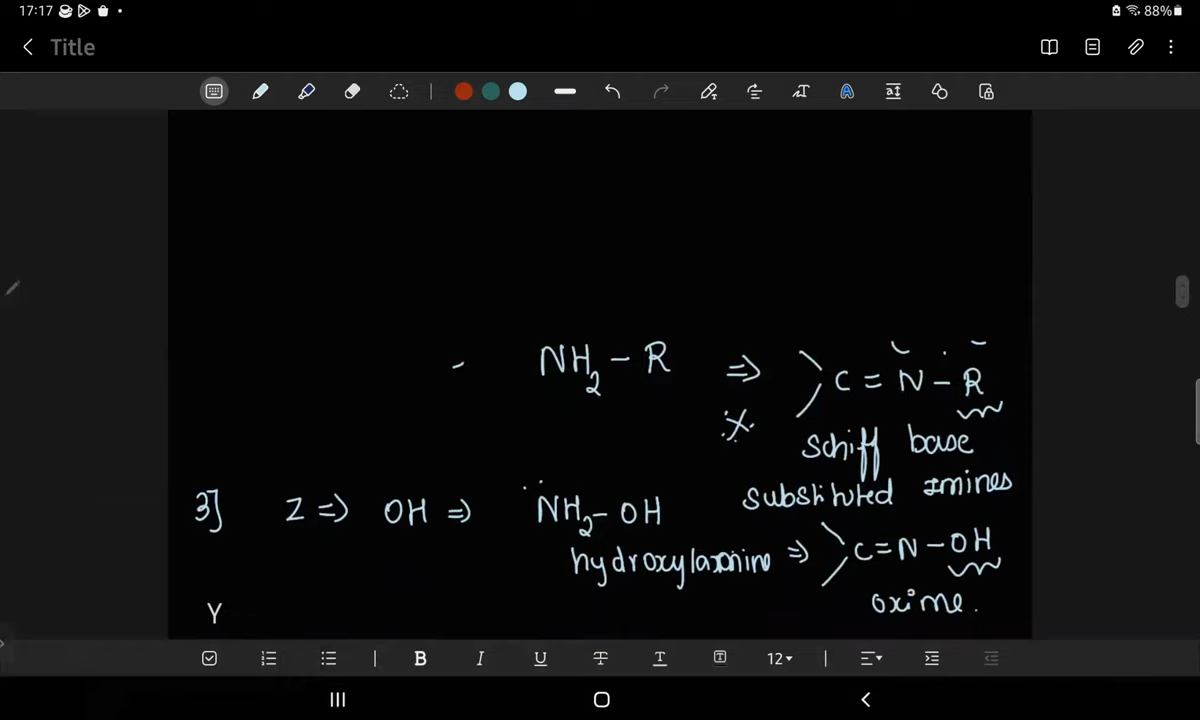 17:17
88%
Title
NH₂ – R ⇒ >C = N – R
Schiff base
substituted imines
3] Z ⇒ OH ⇒ NH₂ – OH
hydroxylamine ⇒ >C = N – OH
oxime.
Y
B I U T T T 12